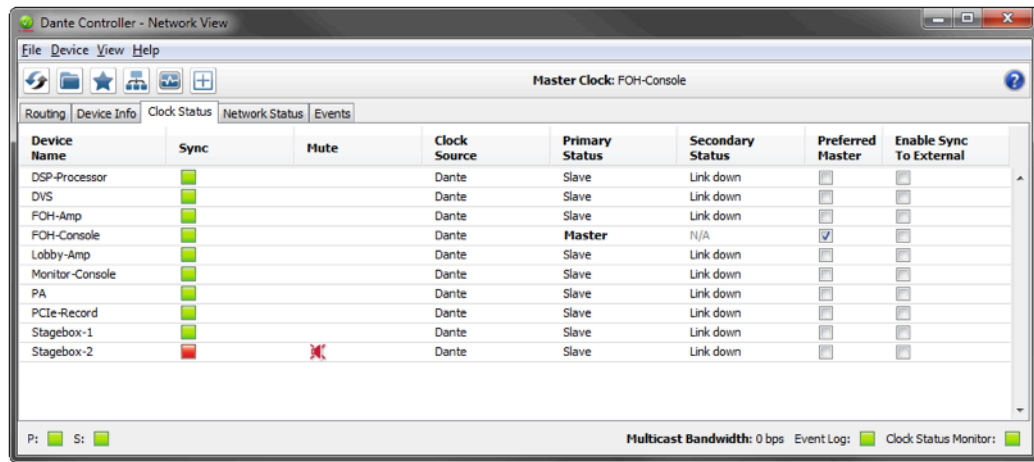 Dante Controller - Network View
File Device View Help
Master Clock: FOH-Console
Routing Device Info Clock Status Network Status Events
Device Name Sync Mute Clock Source Primary Status Secondary Status Preferred Master Enable Sync To External
DSP-Processor Dante Slave Link down
DVS Dante Slave Link down
FOH-Amp Dante Slave Link down
FOH-Console Dante Master N/A
Lobby-Amp Dante Slave Link down
Monitor-Console Dante Slave Link down
PA Dante Slave Link down
PCIe-Record Dante Slave Link down
Stagebox-1 Dante Slave Link down
Stagebox-2 Dante Slave Link down
P: S: Multicast Bandwidth: 0 bps Event Log: Clock Status Monitor: